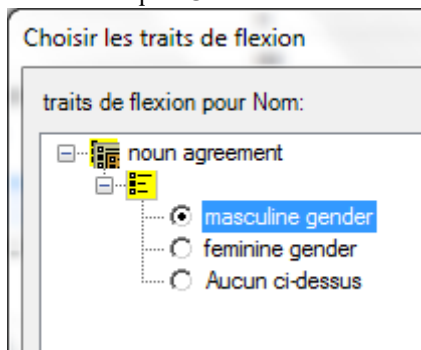 Choisir les traits de flexion
traits de flexion pour Nom:
noun agreement
masculine gender
feminine gender
Aucun ci-dessus